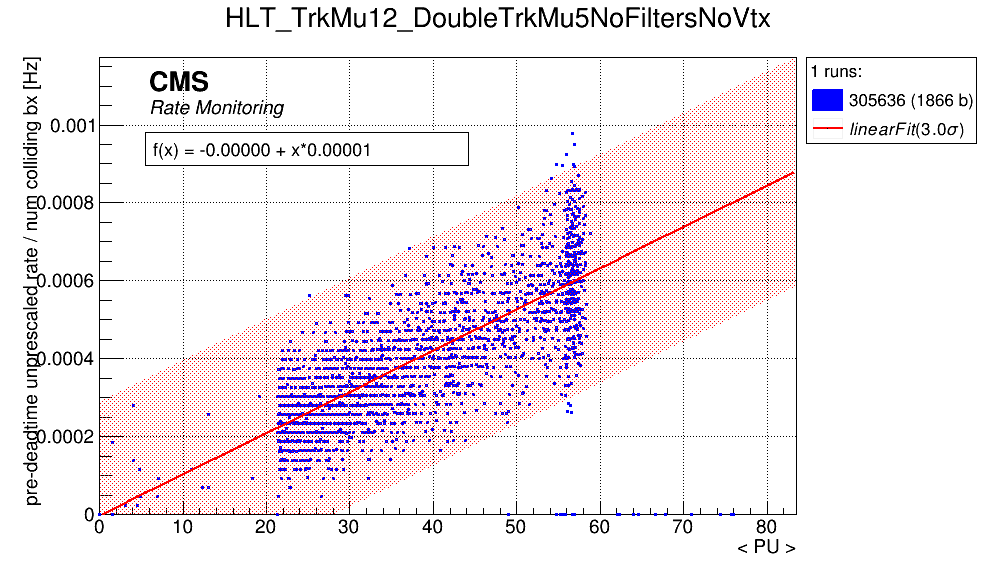 HLT_TrkMu12_DoubleTrkMu5NoFiltersNoVtx
pre-deadtime unprescaled rate / num colliding bx [Hz]
CMS
Rate Monitoring
f(x) = -0.00000 + x*0.00001
1 runs:
305636 (1866 b)
linearFit(3.0σ)
0.001
0.0008
0.0006
0.0004
0.0002
0
0 10 20 30 40 50 60 70 80
< PU >